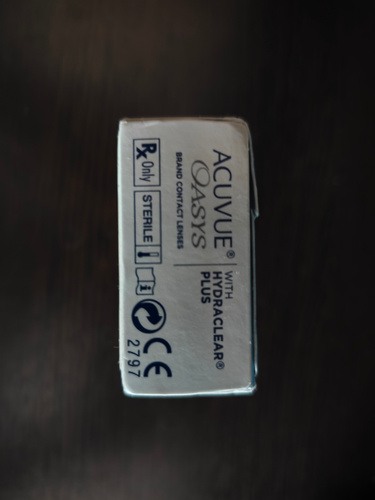 ACUVUE®
OASYS
BRAND CONTACT LENSES
WITH
HYDRACLEAR®
PLUS
Rx Only
STERILE
i
CE
2797